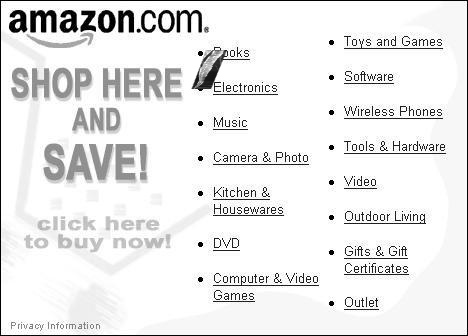 amazon.com.
SHOP HERE
AND
SAVE!
click here
to buy now!
Books
Electronics
Music
Camera & Photo
Kitchen &
Housewares
DVD
Computer & Video
Games
Toys and Games
Software
Wireless Phones
Tools & Hardware
Video
Outdoor Living
Gifts & Gift
Certificates
Outlet
Privacy Information